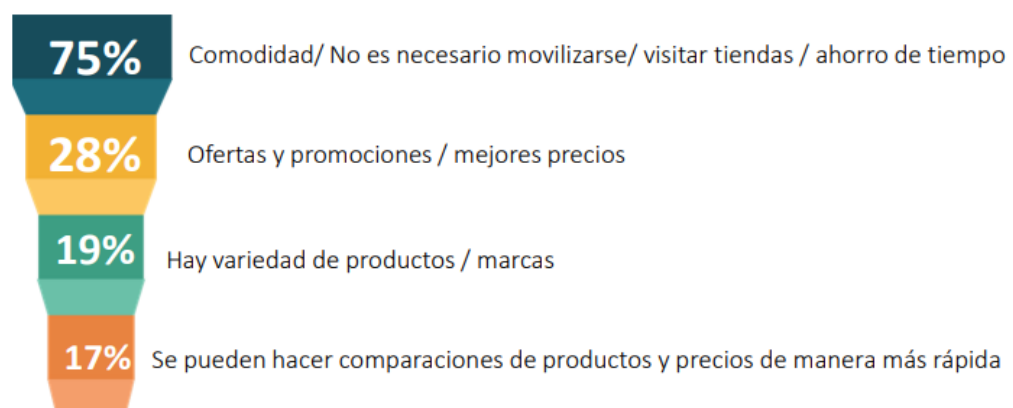 75% Comodidad/ No es necesario movilizarse/ visitar tiendas / ahorro de tiempo
28% Ofertas y promociones / mejores precios
19% Hay variedad de productos / marcas
17% Se pueden hacer comparaciones de productos y precios de manera más rápida